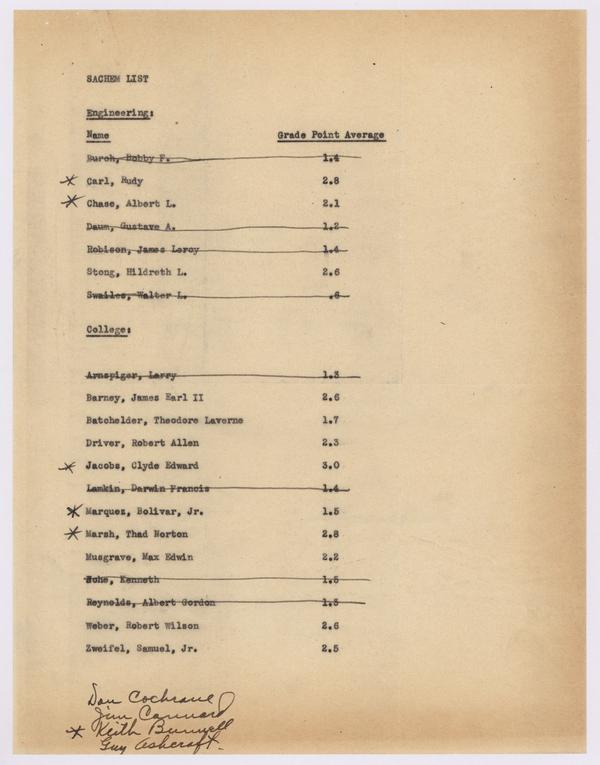 SACHEM LIST
Engineering:
Name Grade Point Average
Burch, Bobby F. 1.4
* Carl, Rudy 2.8
* Chase, Albert L. 2.1
Daum, Gustave A. 1.2
Robison, James Leroy 1.4
Stong, Hildreth L. 2.6
Swailes, Walter L. .6
College:
Arnspiger, Larry 1.3
Barney, James Earl II 2.6
Batchelder, Theodore Laverne 1.7
Driver, Robert Allen 2.3
* Jacobs, Clyde Edward 3.0
Lamkin, Darwin Francis 1.4
* Marquez, Bolivar, Jr. 1.5
* Marsh, Thad Norton 2.8
Musgrave, Max Edwin 2.2
Nohe, Kenneth 1.5
Reynolds, Albert Gordon 1.3
Weber, Robert Wilson 2.6
Zweifel, Samuel, Jr. 2.5
Don Cochrane
Jim
* Keith Bunnell
Guy Ashcroft.